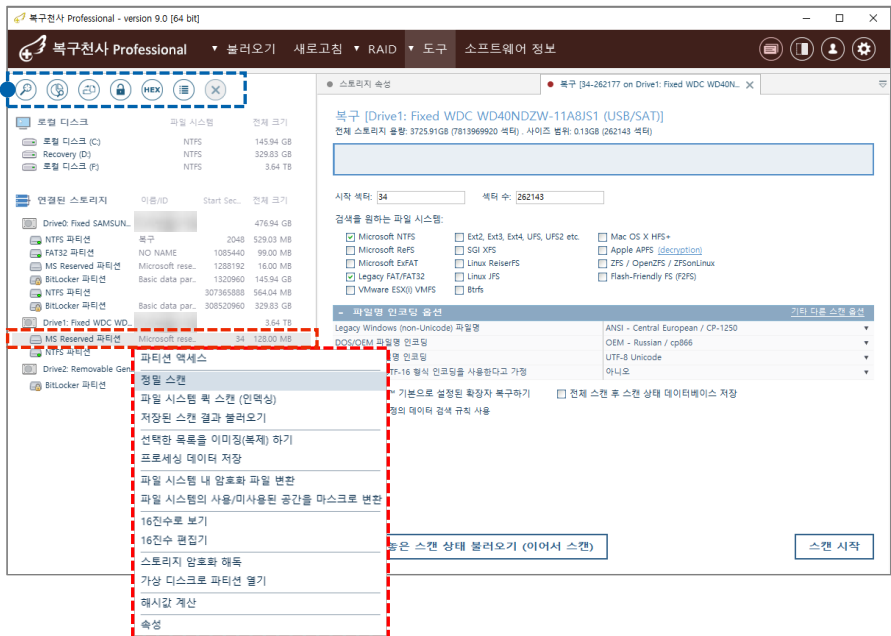 복구천사 Professional - version 9.0 [64 bit]
복구천사 Professional ▼ 불러오기 새로고침 ▼ RAID ▼ 도구 소프트웨어 정보
HEX
스토리지 속성
복구 [34-262177 on Drive1: Fixed WDC WD40N...
로컬 디스크 파일 시스템 전체 크기
로컬 디스크 (C:) NTFS 145.94 GB
Recovery (D:) NTFS 329.83 GB
로컬 디스크 (F:) NTFS 3.64 TB
연결된 스토리지 이름/ID Start Sec... 전체 크기
Drive0: Fixed SAMSUN... 476.94 GB
NTFS 파티션 복구 2048 529.03 MB
FAT32 파티션 NO NAME 1085440 99.00 MB
MS Reserved 파티션 Microsoft rese... 1288192 16.00 MB
BitLocker 파티션 Basic data par... 1320960 145.94 GB
NTFS 파티션 307365888 564.04 MB
BitLocker 파티션 Basic data par... 308520960 329.83 GB
Drive1: Fixed WDC WD... 3.64 TB
MS Reserved 파티션 Microsoft rese... 34 128.00 MB
NTFS 파티션
Drive2: Removable Gen
BitLocker 파티션
파티션 액세스
정밀 스캔
파일 시스템 퀵 스캔 (인덱싱)
저장된 스캔 결과 불러오기
선택한 목록을 이미징(복제) 하기
프로세싱 데이터 저장
파일 시스템 내 암호화 파일 변환
파일 시스템의 사용/미사용된 공간을 마스크로 변환
16진수로 보기
16진수 편집기
스토리지 암호화 해독
가상 디스크로 파티션 열기
해시값 계산
속성
복구 [Drive1: Fixed WDC WD40NDZW-11A8JS1 (USB/SAT)]
전체 스토리지 용량: 3725.91GB (7813969920 섹터) . 사이즈 범위: 0.13GB (262143 섹터)
시작 섹터: 34 섹터 수: 262143
검색을 원하는 파일 시스템:
Microsoft NTFS Ext2, Ext3, Ext4, UFS, UFS2 etc. Mac OS X HFS+
Microsoft ReFS SGI XFS Apple APFS (decryption)
Microsoft ExFAT Linux ReiserFS ZFS / OpenZFS / ZFSonLinux
Legacy FAT/FAT32 Linux JFS Flash-Friendly FS (F2FS)
VMware ESX(i) VMFS Btrfs
- 파일명 인코딩 옵션 기타 다른 스캔 옵션
Legacy Windows (non-Unicode) 파일명 ANSI - Central European / CP-1250
DOS/OEM 파일명 인코딩 OEM - Russian / cp866
명 인코딩 UTF-8 Unicode
TF-16 형식 인코딩을 사용한다고 가정 아니오
기본으로 설정된 확장자 복구하기 전체 스캔 후 스캔 상태 데이터베이스 저장
정의 데이터 검색 규칙 사용
놓은 스캔 상태 불러오기 (이어서 스캔) 스캔 시작